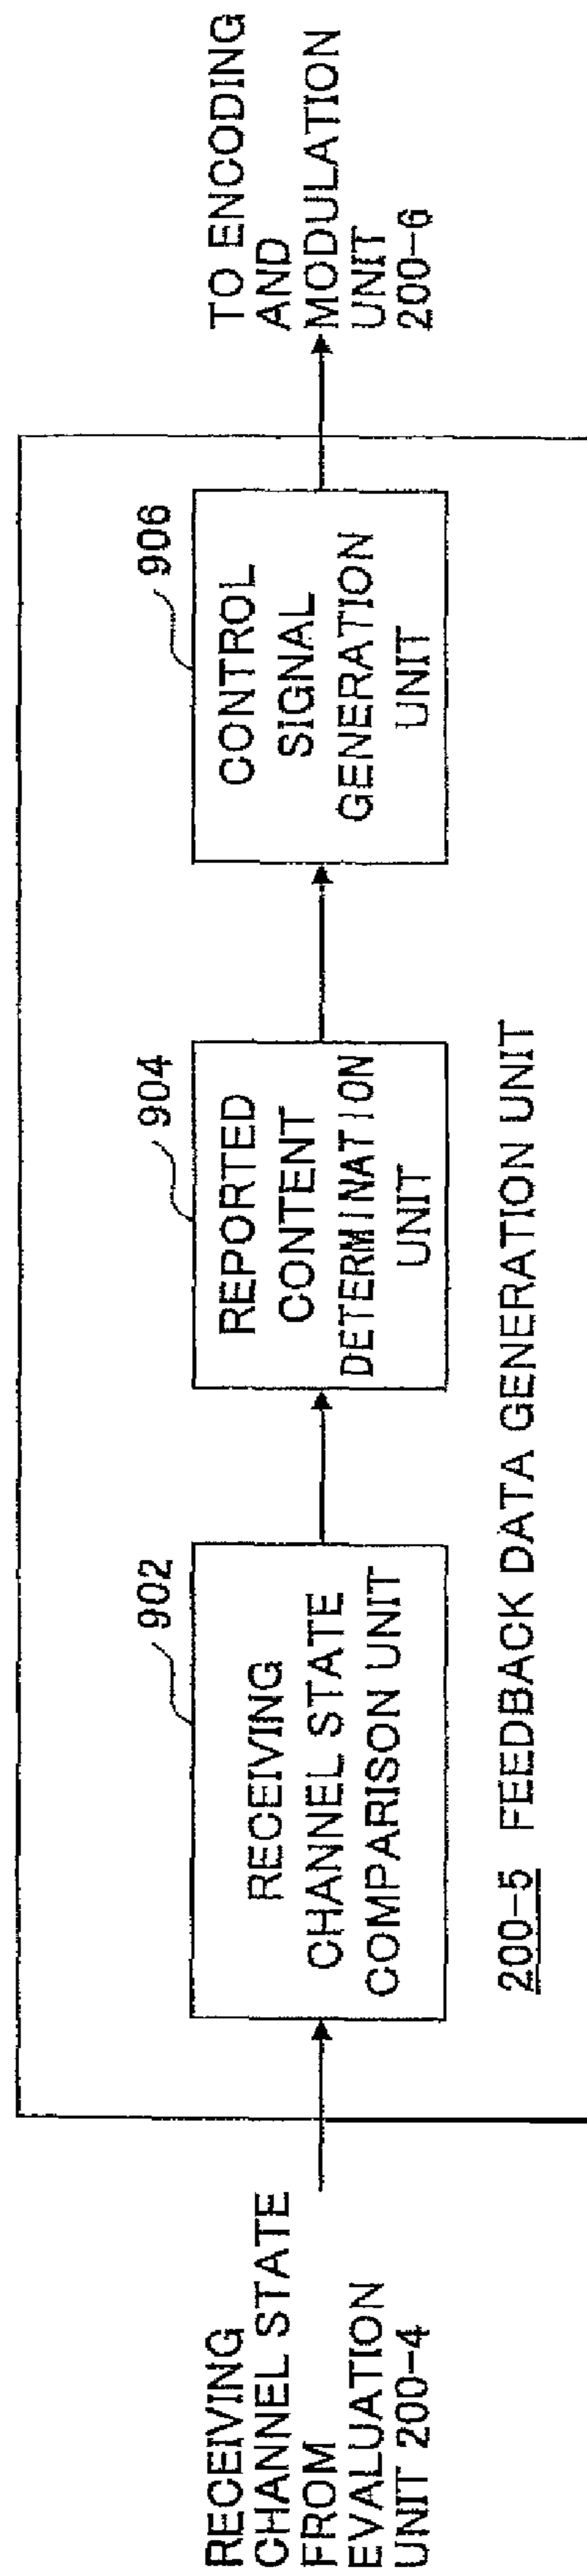 RECEIVING
CHANNEL STATE
FROM
EVALUATION
UNIT 200-4
902
RECEIVING
CHANNEL STATE
COMPARISON UNIT
904
REPORTED
CONTENT
DETERMINATION
UNIT
906
CONTROL
SIGNAL
GENERATION
UNIT
TO ENCODING
AND
MODULATION
UNIT
200-6
200-5 FEEDBACK DATA GENERATION UNIT